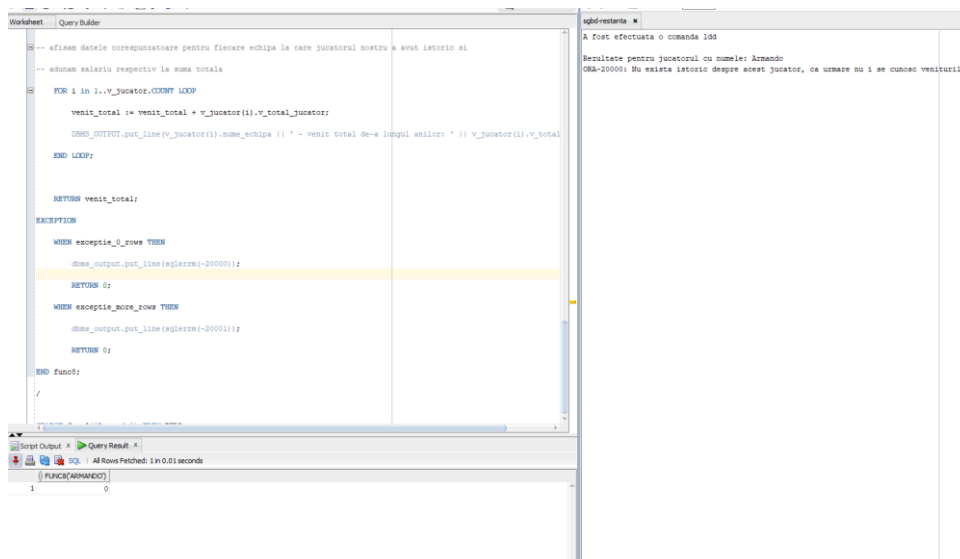 Worksheet Query Builder
-- afisam datele corespunzatoare pentru fiecare echipa la care jucatorul nostru a avut istoric si
-- adunam salariu respectiv la suma totala
FOR i in 1..v_jucator.COUNT LOOP
venit_total := venit_total + v_jucator(i).v_total_jucator;
DBMS_OUTPUT.put_line(v_jucator(i).nume_echipa || ' - venit total de-a lungul anilor: ' || v_jucator(i).v_total
END LOOP;
RETURN venit_total;
EXCEPTION
WHEN exceptie_0_rows THEN
dbms_output.put_line(sqlerrm(-20000));
RETURN 0;
WHEN exceptie_more_rows THEN
dbms_output.put_line(sqlerrm(-20001));
RETURN 0;
END func8;
/
Script Output × Query Result ×
SQL | All Rows Fetched: 1 in 0.01 seconds
FUNC8('ARMANDO')
1 0
sgbd-restanta ×
A fost efectuata o comanda ldd
Rezultate pentru jucatorul cu numele: Armando
ORA-20000: Nu exista istoric despre acest jucator, ca urmare nu i se cunosc venituril